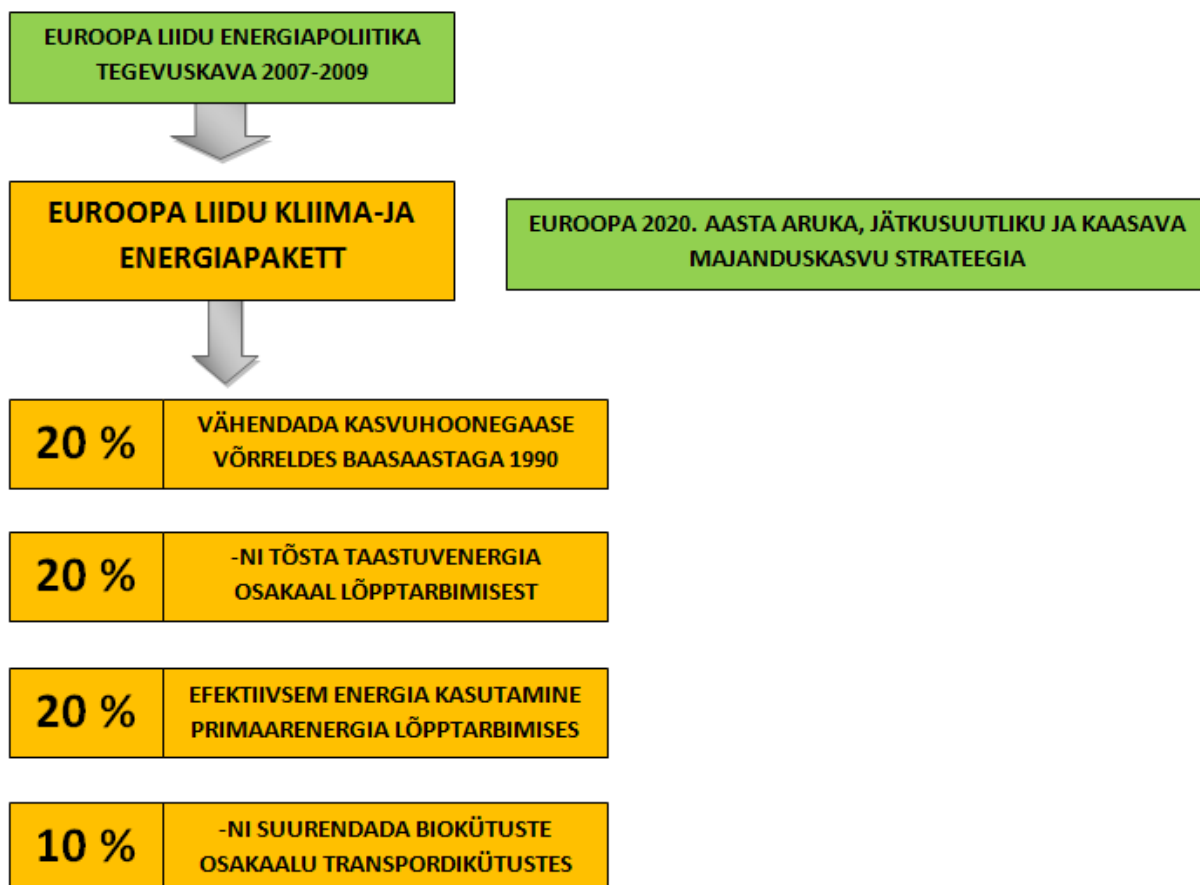 EUROOPA LIIDU ENERGIAPOLIITIKA
TEGEVUSKAVA 2007-2009
EUROOPA LIIDU KLIIMA-JA
ENERGIAPAKETT
EUROOPA 2020. AASTA ARUKA, JÄTKUSUUTLIKU JA KAASAVA
MAJANDUSKASVU STRATEEGIA
20 %
VÄHENDADA KASVUHOONEGAASE
VÕRRELDES BAASAASTAGA 1990
20 %
-NI TÕSTA TAASTUVENERGIA
OSAKAAL LÕPPTARBIMISEST
20 %
EFEKTIIVSEM ENERGIA KASUTAMINE
PRIMAARENERGIA LÕPPTARBIMISES
10 %
-NI SUURENDADA BIOKÜTUSTE
OSAKAALU TRANSPORDIKÜTUSTES